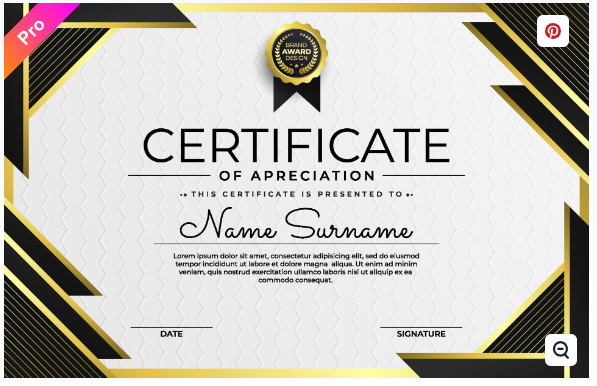 Pro
BRAND
AWARD
DESIGN
CERTIFICATE
OF APRECIATION
THIS CERTIFICATE IS PRESENTED TO
Name Surname
Lorem ipsum dolor sit amet, consectetur adipisicing elit, sed do eiusmod
tempor incididunt ut labore et dolore magna aliqua. Ut enim ad minim
veniam, quis nostrud exercitation ullamco laboris nisi ut aliquip ex ea
commodo consequat.
DATE
SIGNATURE